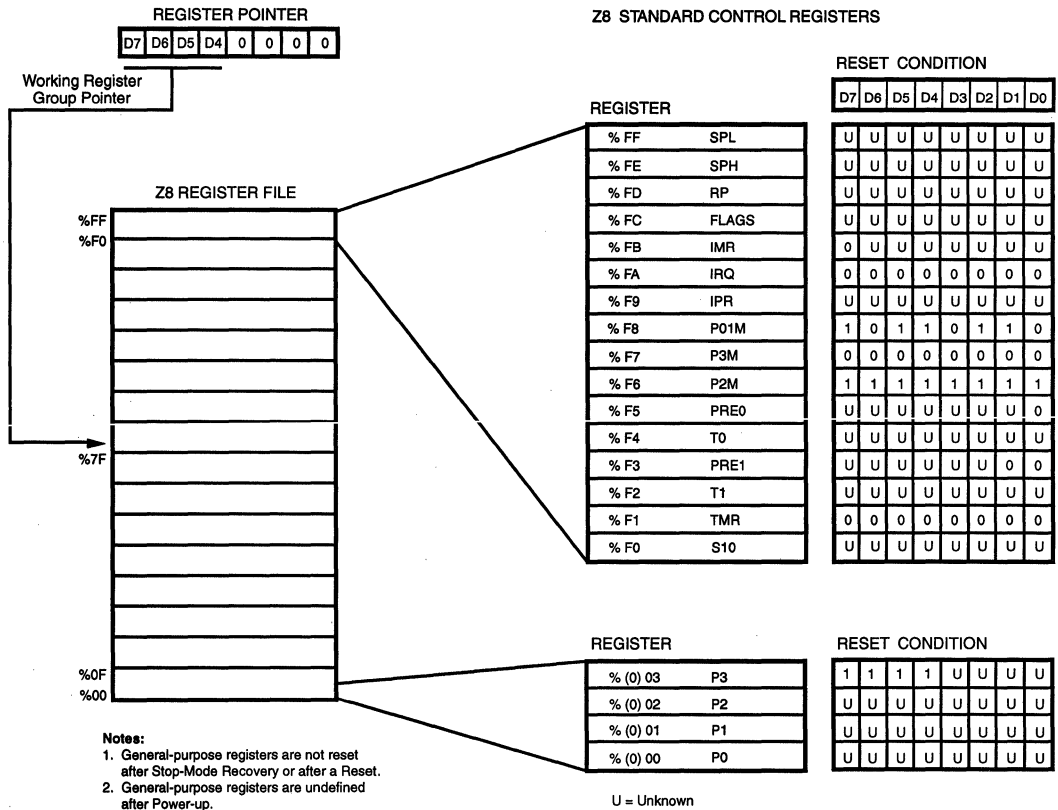 REGISTER POINTER
D7 D6 D5 D4 0 0 0 0
Working Register
Group Pointer
Z8 REGISTER FILE
%FF
%F0
%7F
%0F
%00
Notes:
1. General-purpose registers are not reset
after Stop-Mode Recovery or after a Reset.
2. General-purpose registers are undefined
after Power-up.
Z8 STANDARD CONTROL REGISTERS
RESET CONDITION
D7 D6 D5 D4 D3 D2 D1 D0
REGISTER
% FF SPL U U U U U U U U
% FE SPH U U U U U U U U
% FD RP U U U U U U U U
% FC FLAGS U U U U U U U U
% FB IMR 0 U U U U U U U
% FA IRQ 0 0 0 0 0 0 0 0
% F9 IPR U U U U U U U U
% F8 P01M 1 0 1 1 0 1 1 0
% F7 P3M 0 0 0 0 0 0 0 0
% F6 P2M 1 1 1 1 1 1 1 1
% F5 PRE0 U U U U U U U 0
% F4 T0 U U U U U U U U
% F3 PRE1 U U U U U U 0 0
% F2 T1 U U U U U U U U
% F1 TMR 0 0 0 0 0 0 0 0
% F0 S10 U U U U U U U U
REGISTER RESET CONDITION
% (0) 03 P3 1 1 1 1 U U U U
% (0) 02 P2 U U U U U U U U
% (0) 01 P1 U U U U U U U U
% (0) 00 P0 U U U U U U U U
U = Unknown